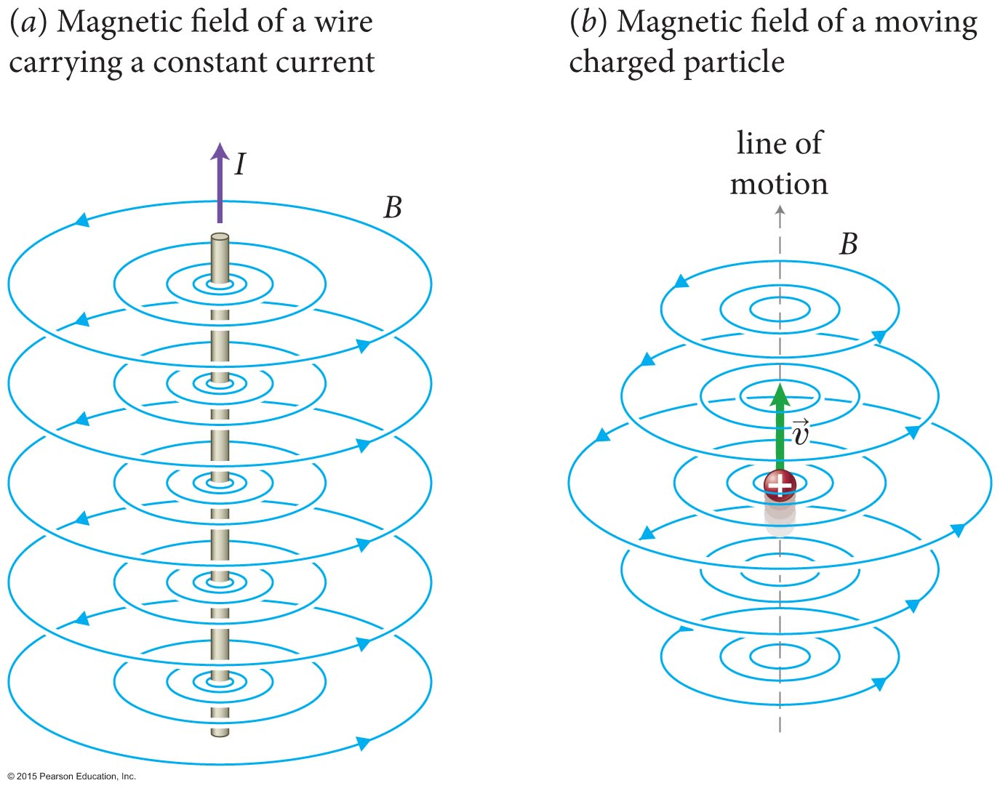 (a) Magnetic field of a wire
carrying a constant current
(b) Magnetic field of a moving
charged particle
I
B
line of
motion
B
v⃗
+
© 2015 Pearson Education, Inc.